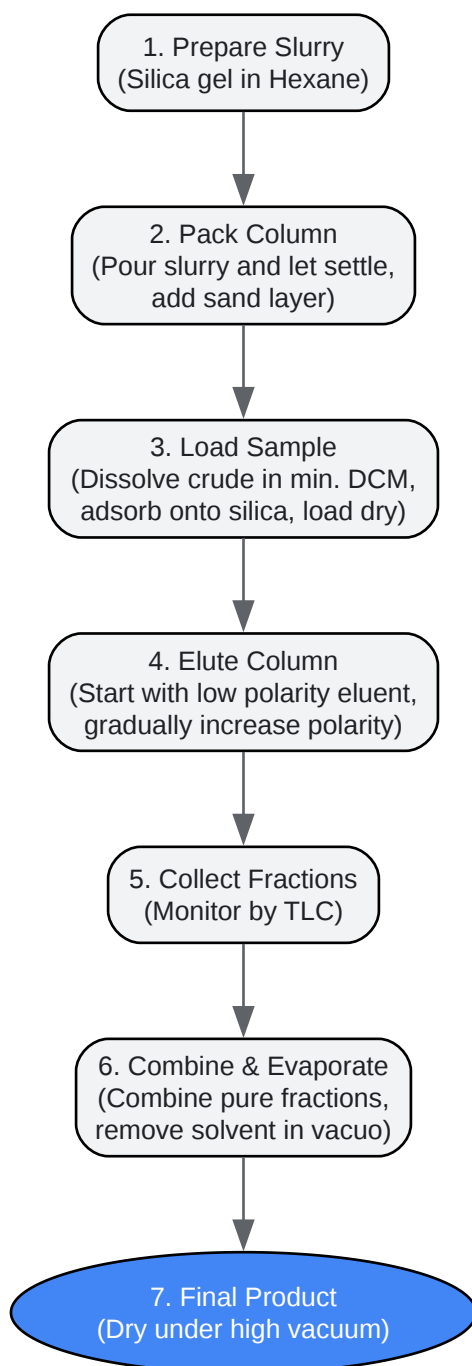 1. Prepare Slurry
(Silica gel in Hexane)
2. Pack Column
(Pour slurry and let settle,
add sand layer)
3. Load Sample
(Dissolve crude in min. DCM,
adsorb onto silica, load dry)
4. Elute Column
(Start with low polarity eluent,
gradually increase polarity)
5. Collect Fractions
(Monitor by TLC)
6. Combine & Evaporate
(Combine pure fractions,
remove solvent in vacuo)
7. Final Product
(Dry under high vacuum)